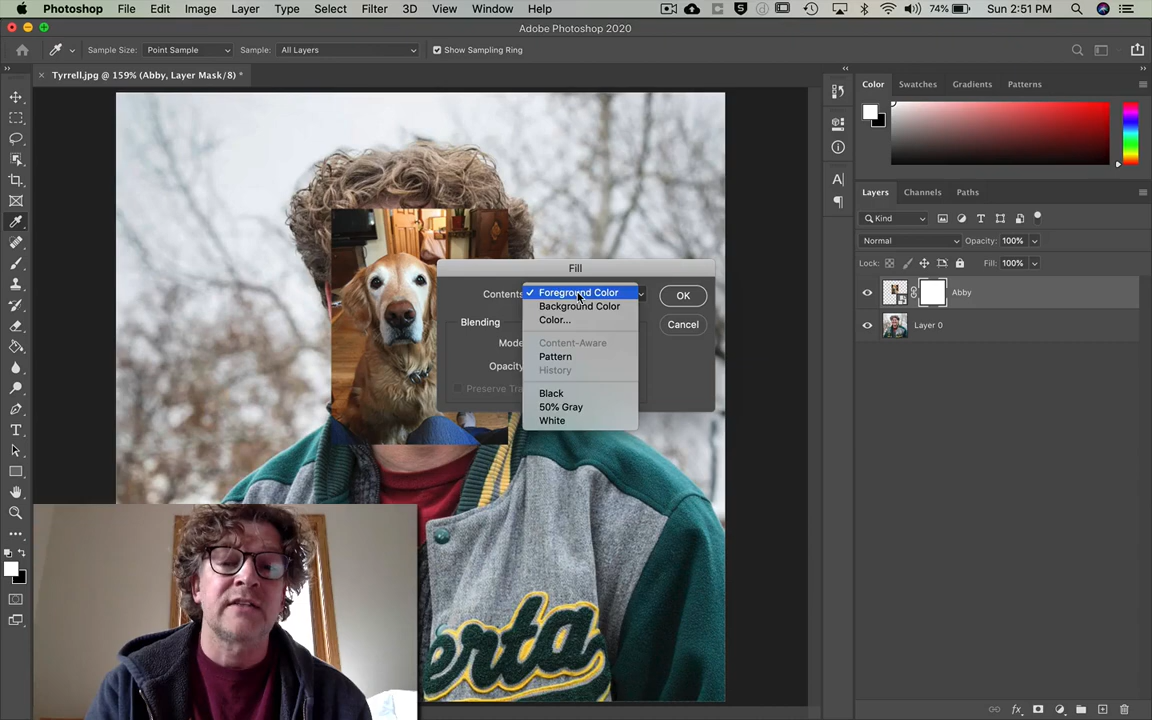 Photoshop File Edit Image Layer Type Select Filter 3D View Window Help 74% Sun 2:51 PM
Adobe Photoshop 2020
Sample Size: Point Sample Sample: All Layers Show Sampling Ring
Tyrrell.jpg @ 159% (Abby, Layer Mask/8) *
Color Swatches Gradients Patterns
Layers Channels Paths
Kind
Normal Opacity: 100%
Lock: Fill: 100%
Abby
Layer 0
Fill
Contents
Foreground Color
OK
Background Color
Color...
Blending
Cancel
Mode
Content-Aware
Pattern
Opacity
History
Preserve Tra
Black
50% Gray
White
erta